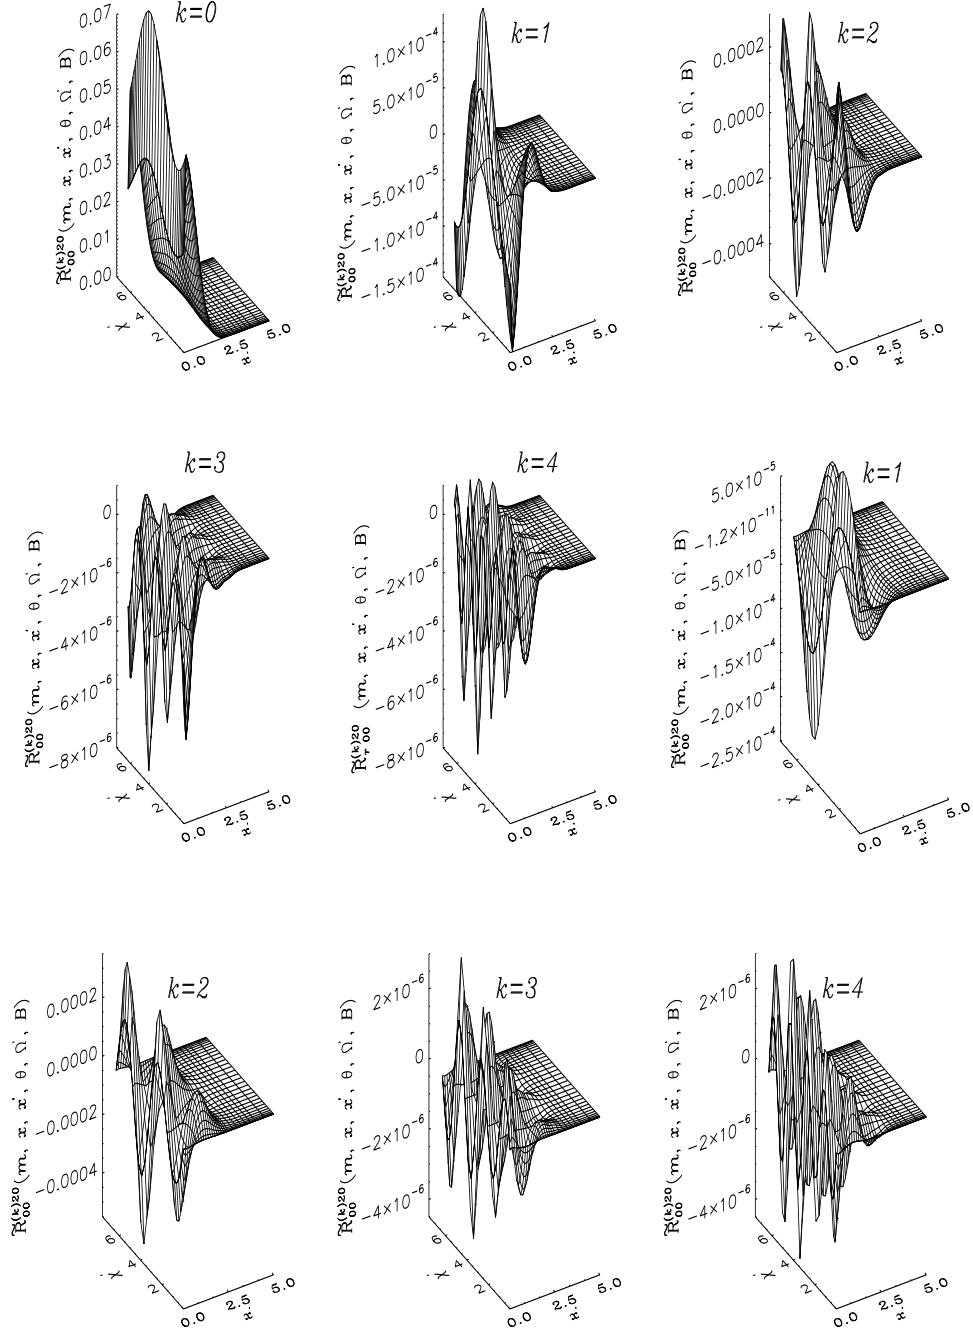 k=0
0.07
0.06
0.05
0.04
0.03
0.02
0.01
0.00
R̃₀₀⁽ᵏ⁾²⁰(m, x, x', θ, Ω', B)
6
4
2
x'
0.0
2.5
5.0
x
k=1
1.0×10⁻⁴
5.0×10⁻⁵
0
−5.0×10⁻⁵
−1.0×10⁻⁴
−1.5×10⁻⁴
R̃₀₀⁽ᵏ⁾²⁰(m, x, x', θ, Ω', B)
6
4
2
x'
0.0
2.5
5.0
x
k=2
0.0002
0.0000
−0.0002
−0.0004
R̃₀₀⁽ᵏ⁾²⁰(m, x, x', θ, Ω', B)
6
4
2
x'
0.0
2.5
5.0
x
k=3
0
−2×10⁻⁶
−4×10⁻⁶
−6×10⁻⁶
−8×10⁻⁶
R̃₀₀⁽ᵏ⁾²⁰(m, x, x', θ, Ω', B)
6
4
2
x'
0.0
2.5
5.0
x
k=4
0
−2×10⁻⁶
−4×10⁻⁶
−6×10⁻⁶
−8×10⁻⁶
R̃ᵣ₀₀⁽ᵏ⁾²⁰ (m, x, x', θ, Ω', B)
6
4
2
x'
0.0
2.5
5.0
x
k=1
5.0×10⁻⁵
−1.2×10⁻¹¹
−5.0×10⁻⁵
−1.0×10⁻⁴
−1.5×10⁻⁴
−2.0×10⁻⁴
−2.5×10⁻⁴
R̃₀₀⁽ᵏ⁾²⁰(m, x, x', θ, Ω', B)
6
4
2
x'
0.0
2.5
5.0
x
k=2
0.0002
0.0000
−0.0002
−0.0004
R̃₀₀⁽ᵏ⁾²⁰(m, x, x', θ, Ω', B)
6
4
2
x'
0.0
2.5
5.0
x
k=3
2×10⁻⁶
0
−2×10⁻⁶
−4×10⁻⁶
R̃₀₀⁽ᵏ⁾²⁰(m, x, x', θ, Ω', B)
6
4
2
x'
0.0
2.5
5.0
x
k=4
2×10⁻⁶
0
−2×10⁻⁶
−4×10⁻⁶
R̃₀₀⁽ᵏ⁾²⁰(m, x, x', θ, Ω', B)
6
4
2
x'
0.0
2.5
5.0
x